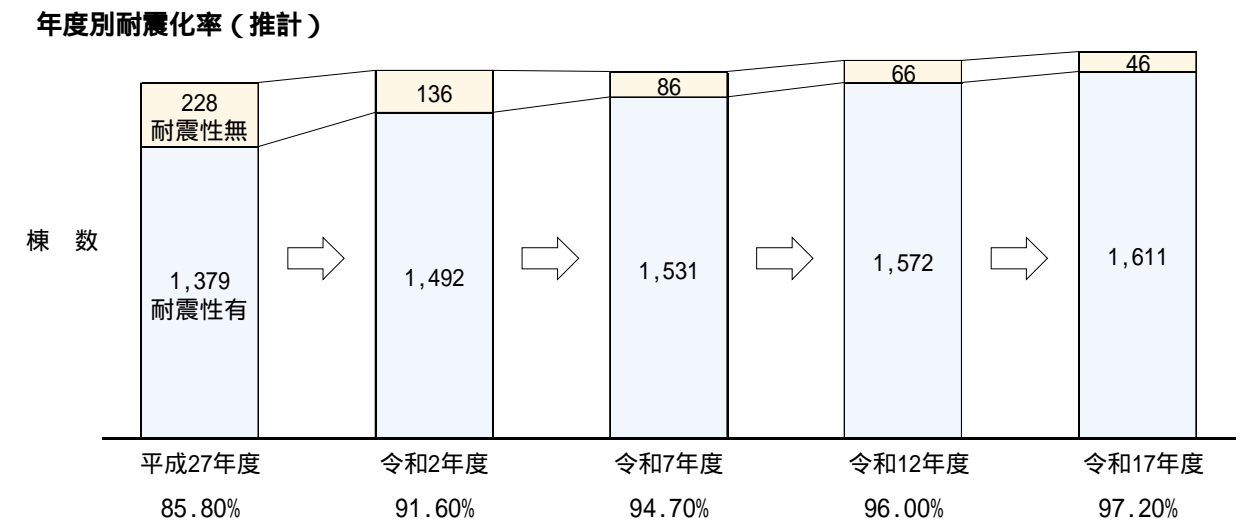 年度別耐震化率（推計）
228
耐震性無
136
86
66
46
棟　数
1,379
耐震性有
1,492
1,531
1,572
1,611
平成27年度
令和2年度
令和7年度
令和12年度
令和17年度
85.80%
91.60%
94.70%
96.00%
97.20%